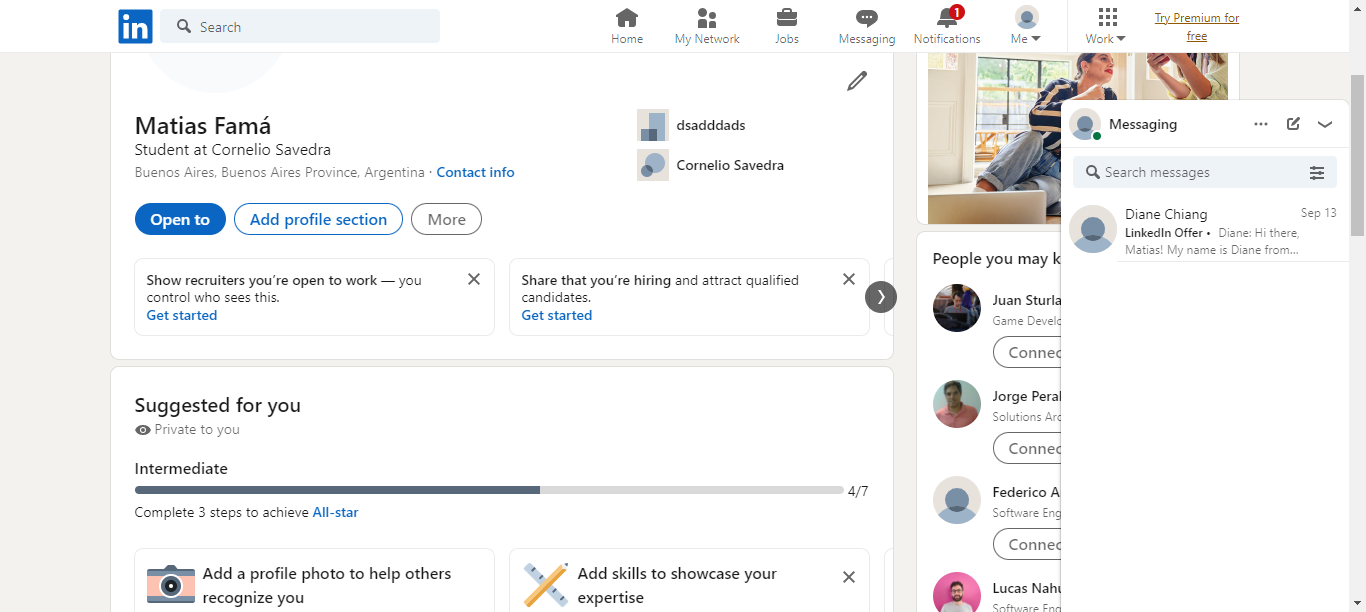 in
Search
Home
My Network
Jobs
Messaging
1
Notifications
Me
Work
Try Premium for
free
Matias Famá
Student at Cornelio Savedra
Buenos Aires, Buenos Aires Province, Argentina · Contact info
dsadddads
Cornelio Savedra
Open to
Add profile section
More
Show recruiters you're open to work — you
control who sees this.
Get started
Share that you're hiring and attract qualified
candidates.
Get started
Suggested for you
Private to you
Intermediate
4/7
Complete 3 steps to achieve All-star
Add a profile photo to help others
recognize you
Add skills to showcase your
expertise
People you may k
Juan Sturla
Game Develo
Connec
Jorge Peral
Solutions Arc
Connec
Federico A
Software Eng
Connec
Lucas Nahu
Software Eng
Messaging
Search messages
Diane Chiang
Sep 13
LinkedIn Offer • Diane: Hi there,
Matias! My name is Diane from...